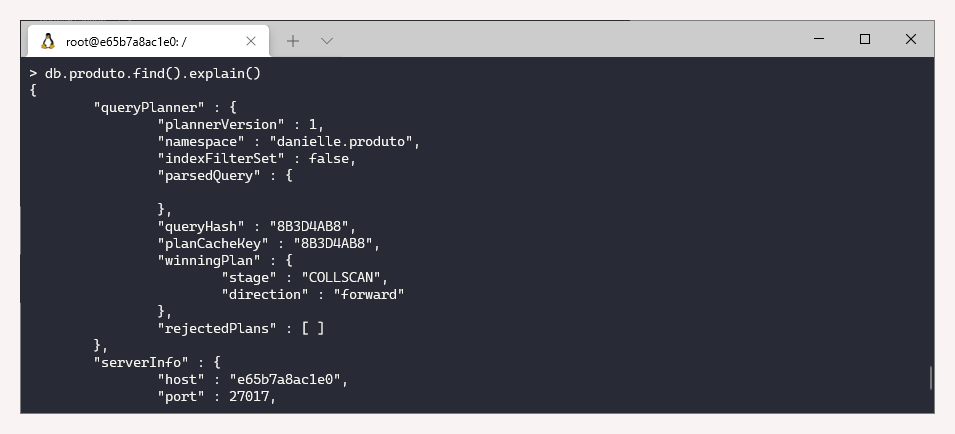 root@e65b7a8ac1e0: /
> db.produto.find().explain()
{
        "queryPlanner" : {
                "plannerVersion" : 1,
                "namespace" : "danielle.produto",
                "indexFilterSet" : false,
                "parsedQuery" : {

                },
                "queryHash" : "8B3D4AB8",
                "planCacheKey" : "8B3D4AB8",
                "winningPlan" : {
                        "stage" : "COLLSCAN",
                        "direction" : "forward"
                },
                "rejectedPlans" : [ ]
        },
        "serverInfo" : {
                "host" : "e65b7a8ac1e0",
                "port" : 27017,